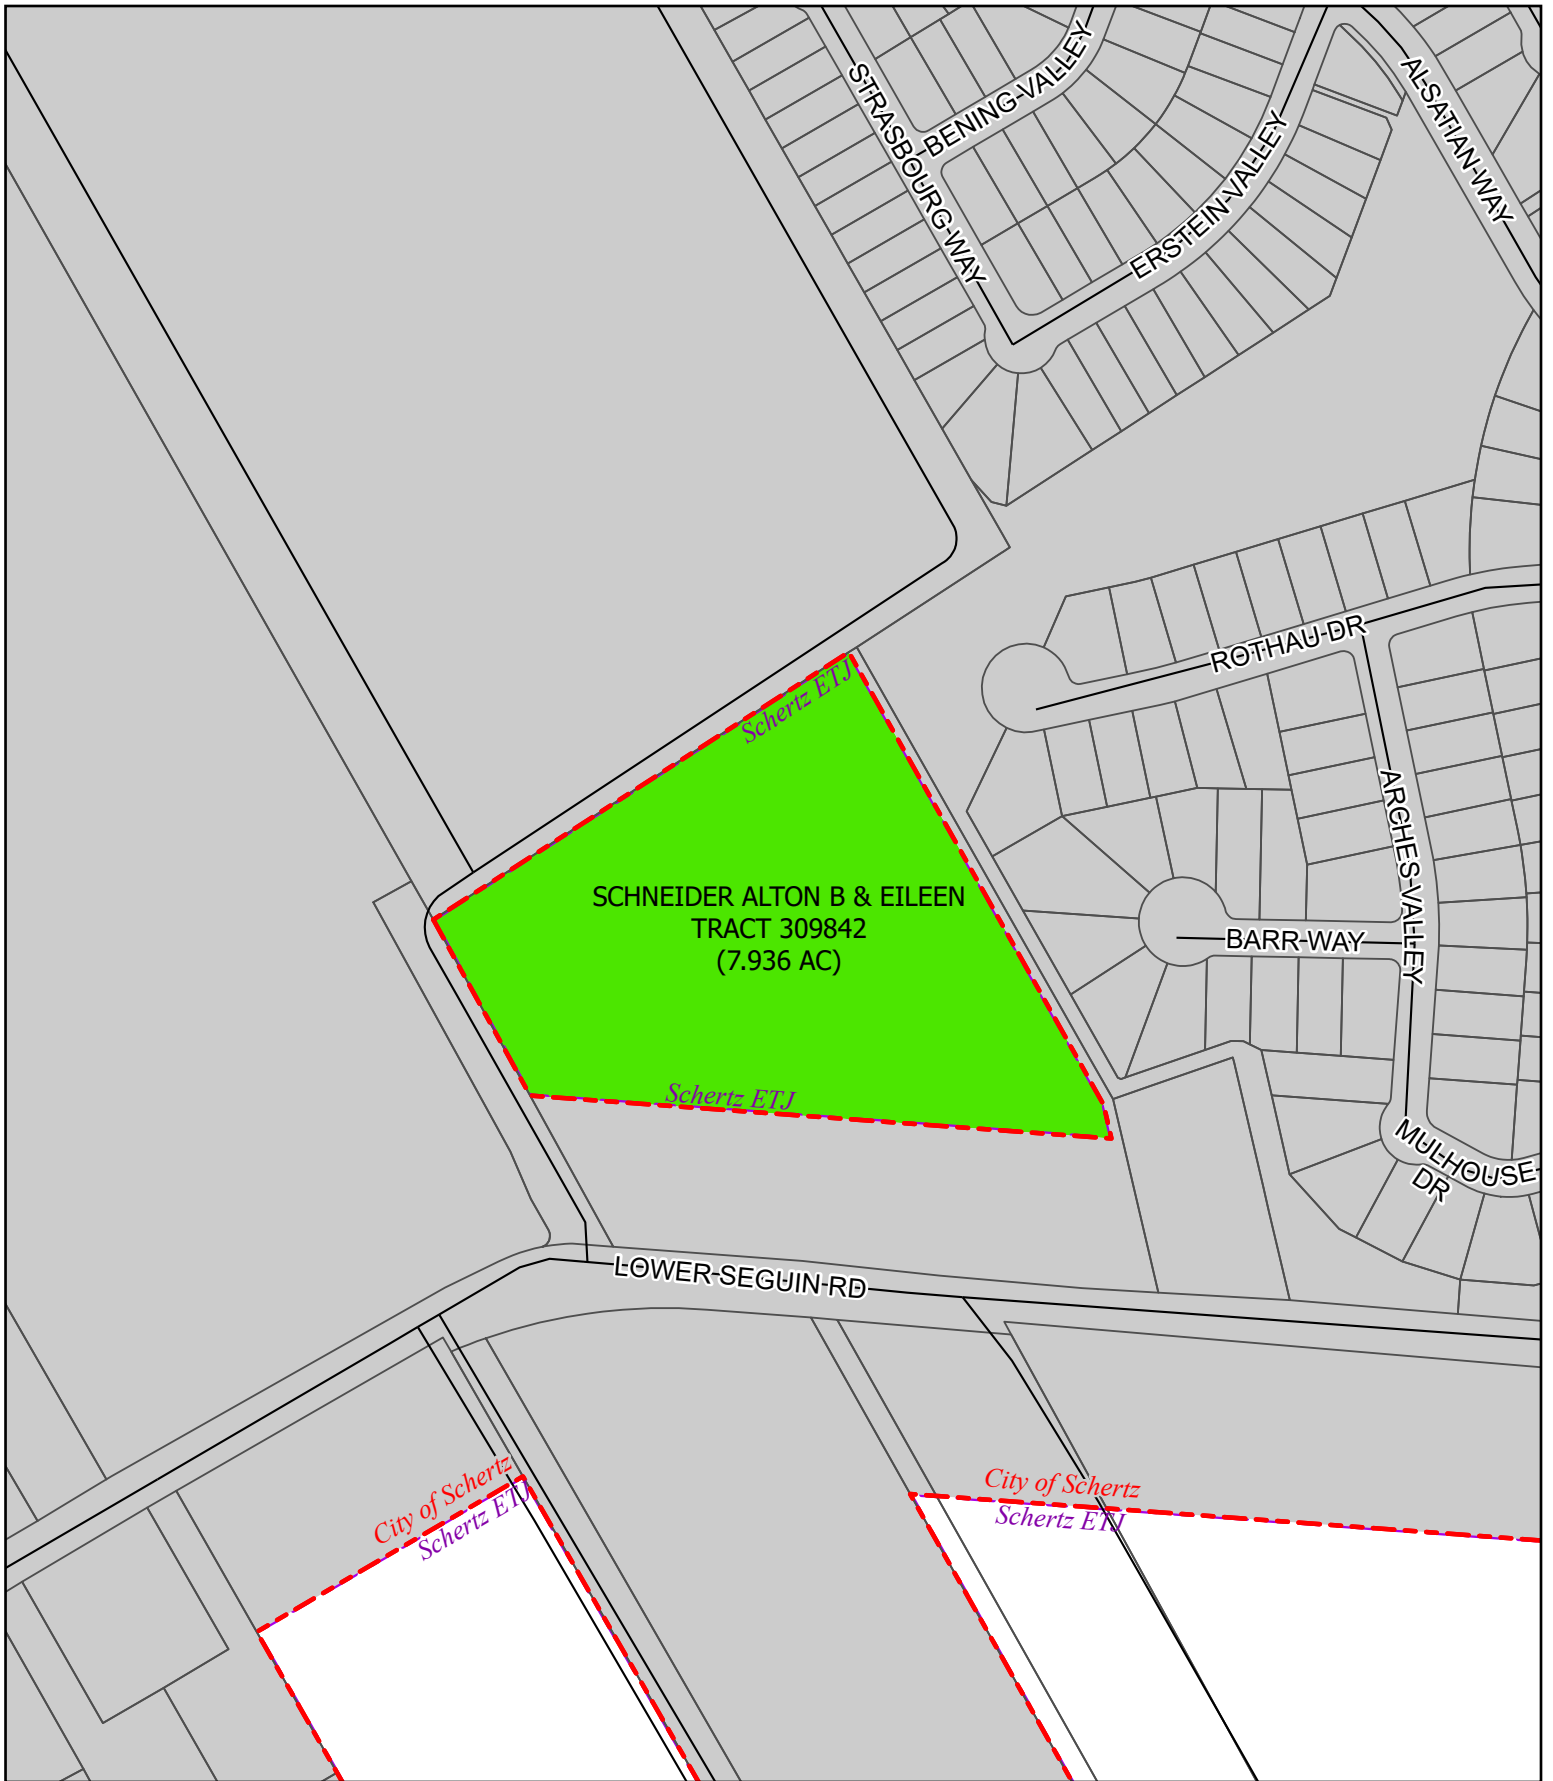 STRASBOURG WAY
BENING VALLEY
ERSTEIN VALLEY
ALSATIAN WAY
ROTHAU DR
Schertz ETJ
ARCHES VALLEY
SCHNEIDER ALTON B & EILEEN
TRACT 309842
(7.936 AC)
BARR WAY
Schertz ETJ
MULHOUSE
DR
LOWER SEGUIN RD
City of Schertz
Schertz ETJ
City of Schertz
Schertz ETJ